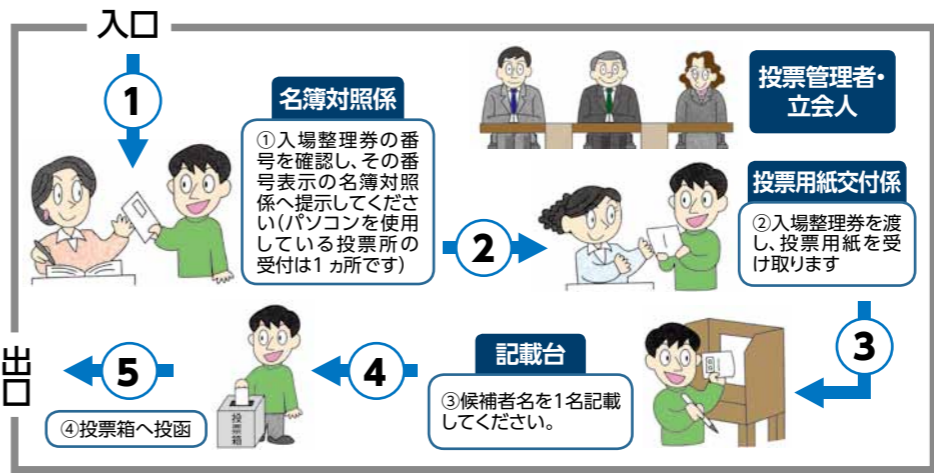 入口
1
名簿対照係
①入場整理券の番
号を確認し、その番
号表示の名簿対照
係へ提示してくださ
い(パソコンを使用
している投票所の
受付は1ヵ所です)
投票管理者・
立会人
2
投票用紙交付係
②入場整理券を渡
し、投票用紙を受
け取ります
3
記載台
③候補者名を1名記載
してください。
4
投票箱
5
④投票箱へ投函
出口